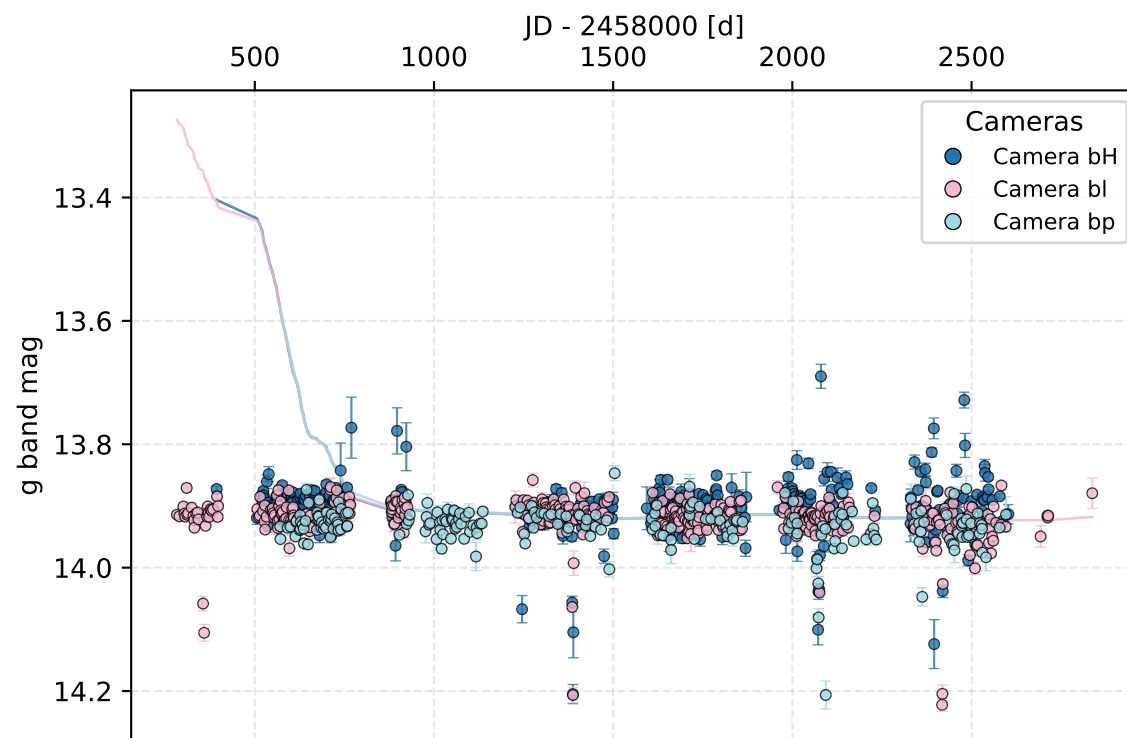 JD - 2458000 [d]
500 1000 1500 2000 2500
Cameras
Camera bH
Camera bl
Camera bp
g band mag
13.4
13.6
13.8
14.0
14.2